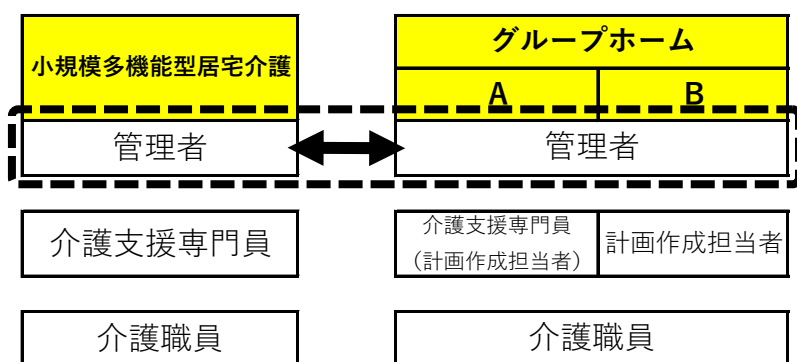 小規模多機能型居宅介護
グループホーム
A
B
管理者
管理者
介護支援専門員
介護支援専門員
(計画作成担当者)
計画作成担当者
介護職員
介護職員